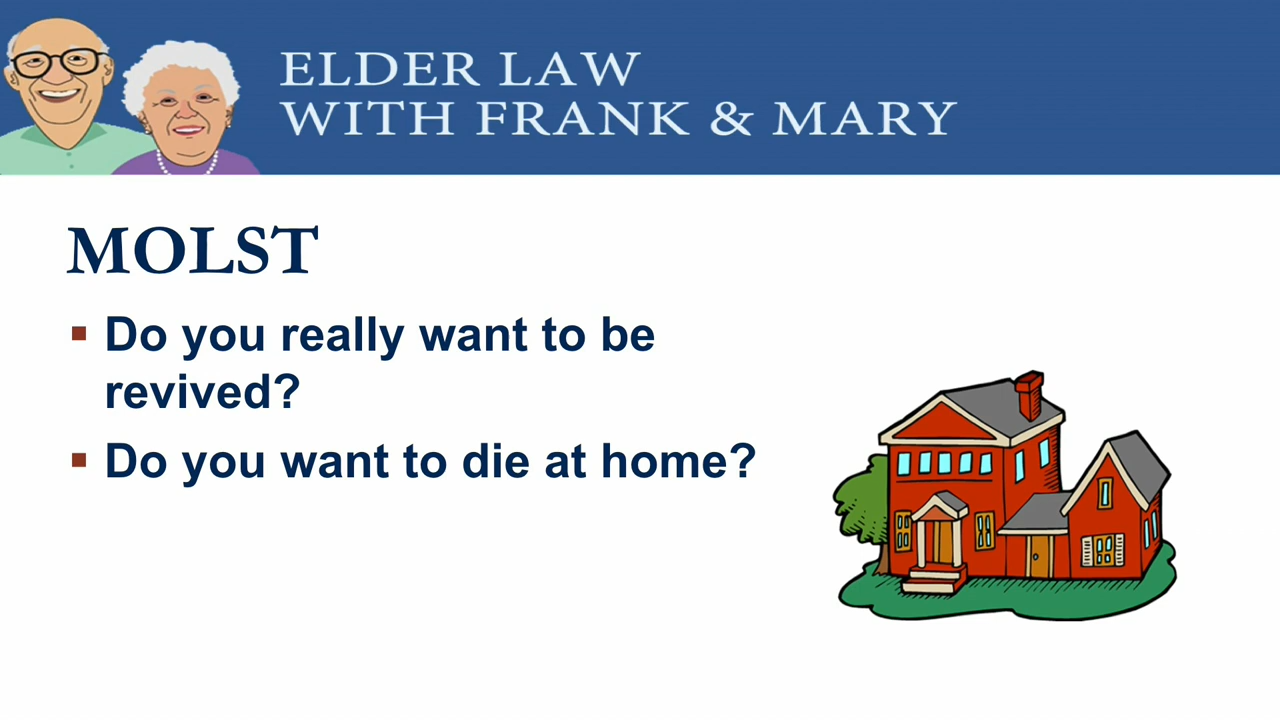 ELDER LAW
WITH FRANK & MARY
MOLST
▪ Do you really want to be
revived?
▪ Do you want to die at home?